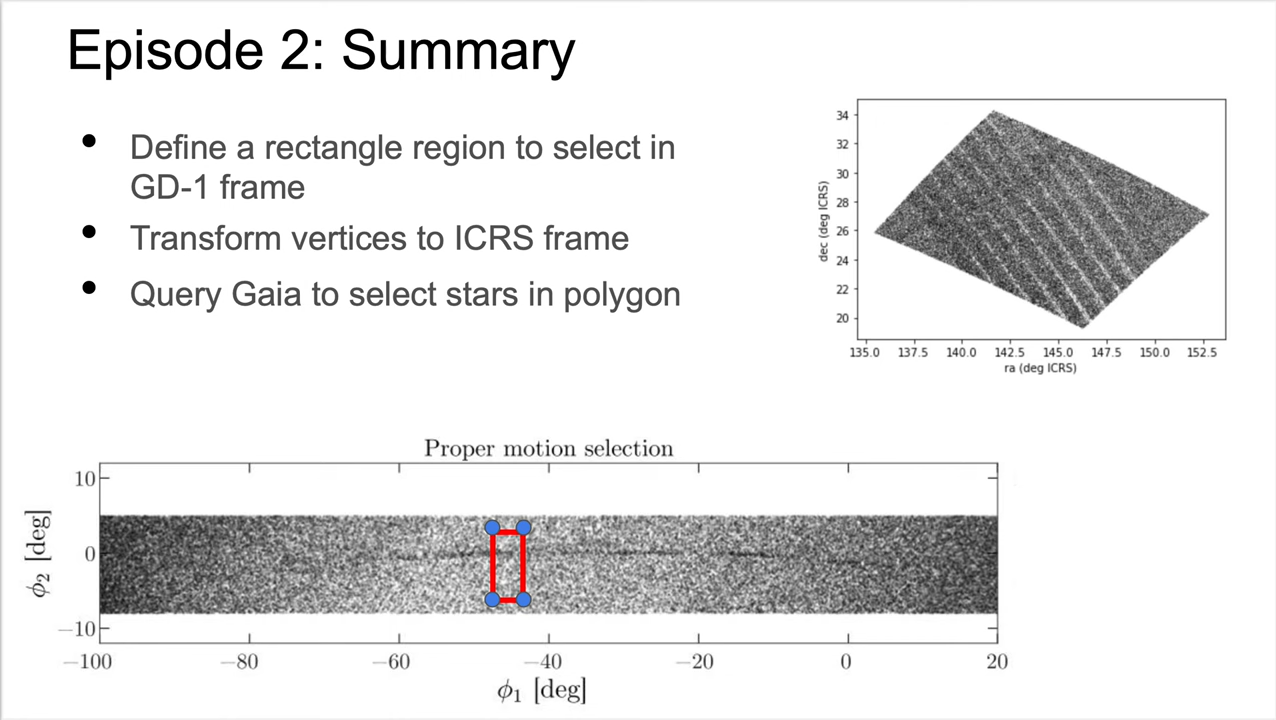 Episode 2: Summary
• Define a rectangle region to select in
GD-1 frame
• Transform vertices to ICRS frame
• Query Gaia to select stars in polygon
34
32
30
28
26
24
22
20
dec (deg ICRS)
135.0 137.5 140.0 142.5 145.0 147.5 150.0 152.5
ra (deg ICRS)
Proper motion selection
10
0
−10
ϕ2 [deg]
−100 −80 −60 −40 −20 0 20
ϕ1 [deg]